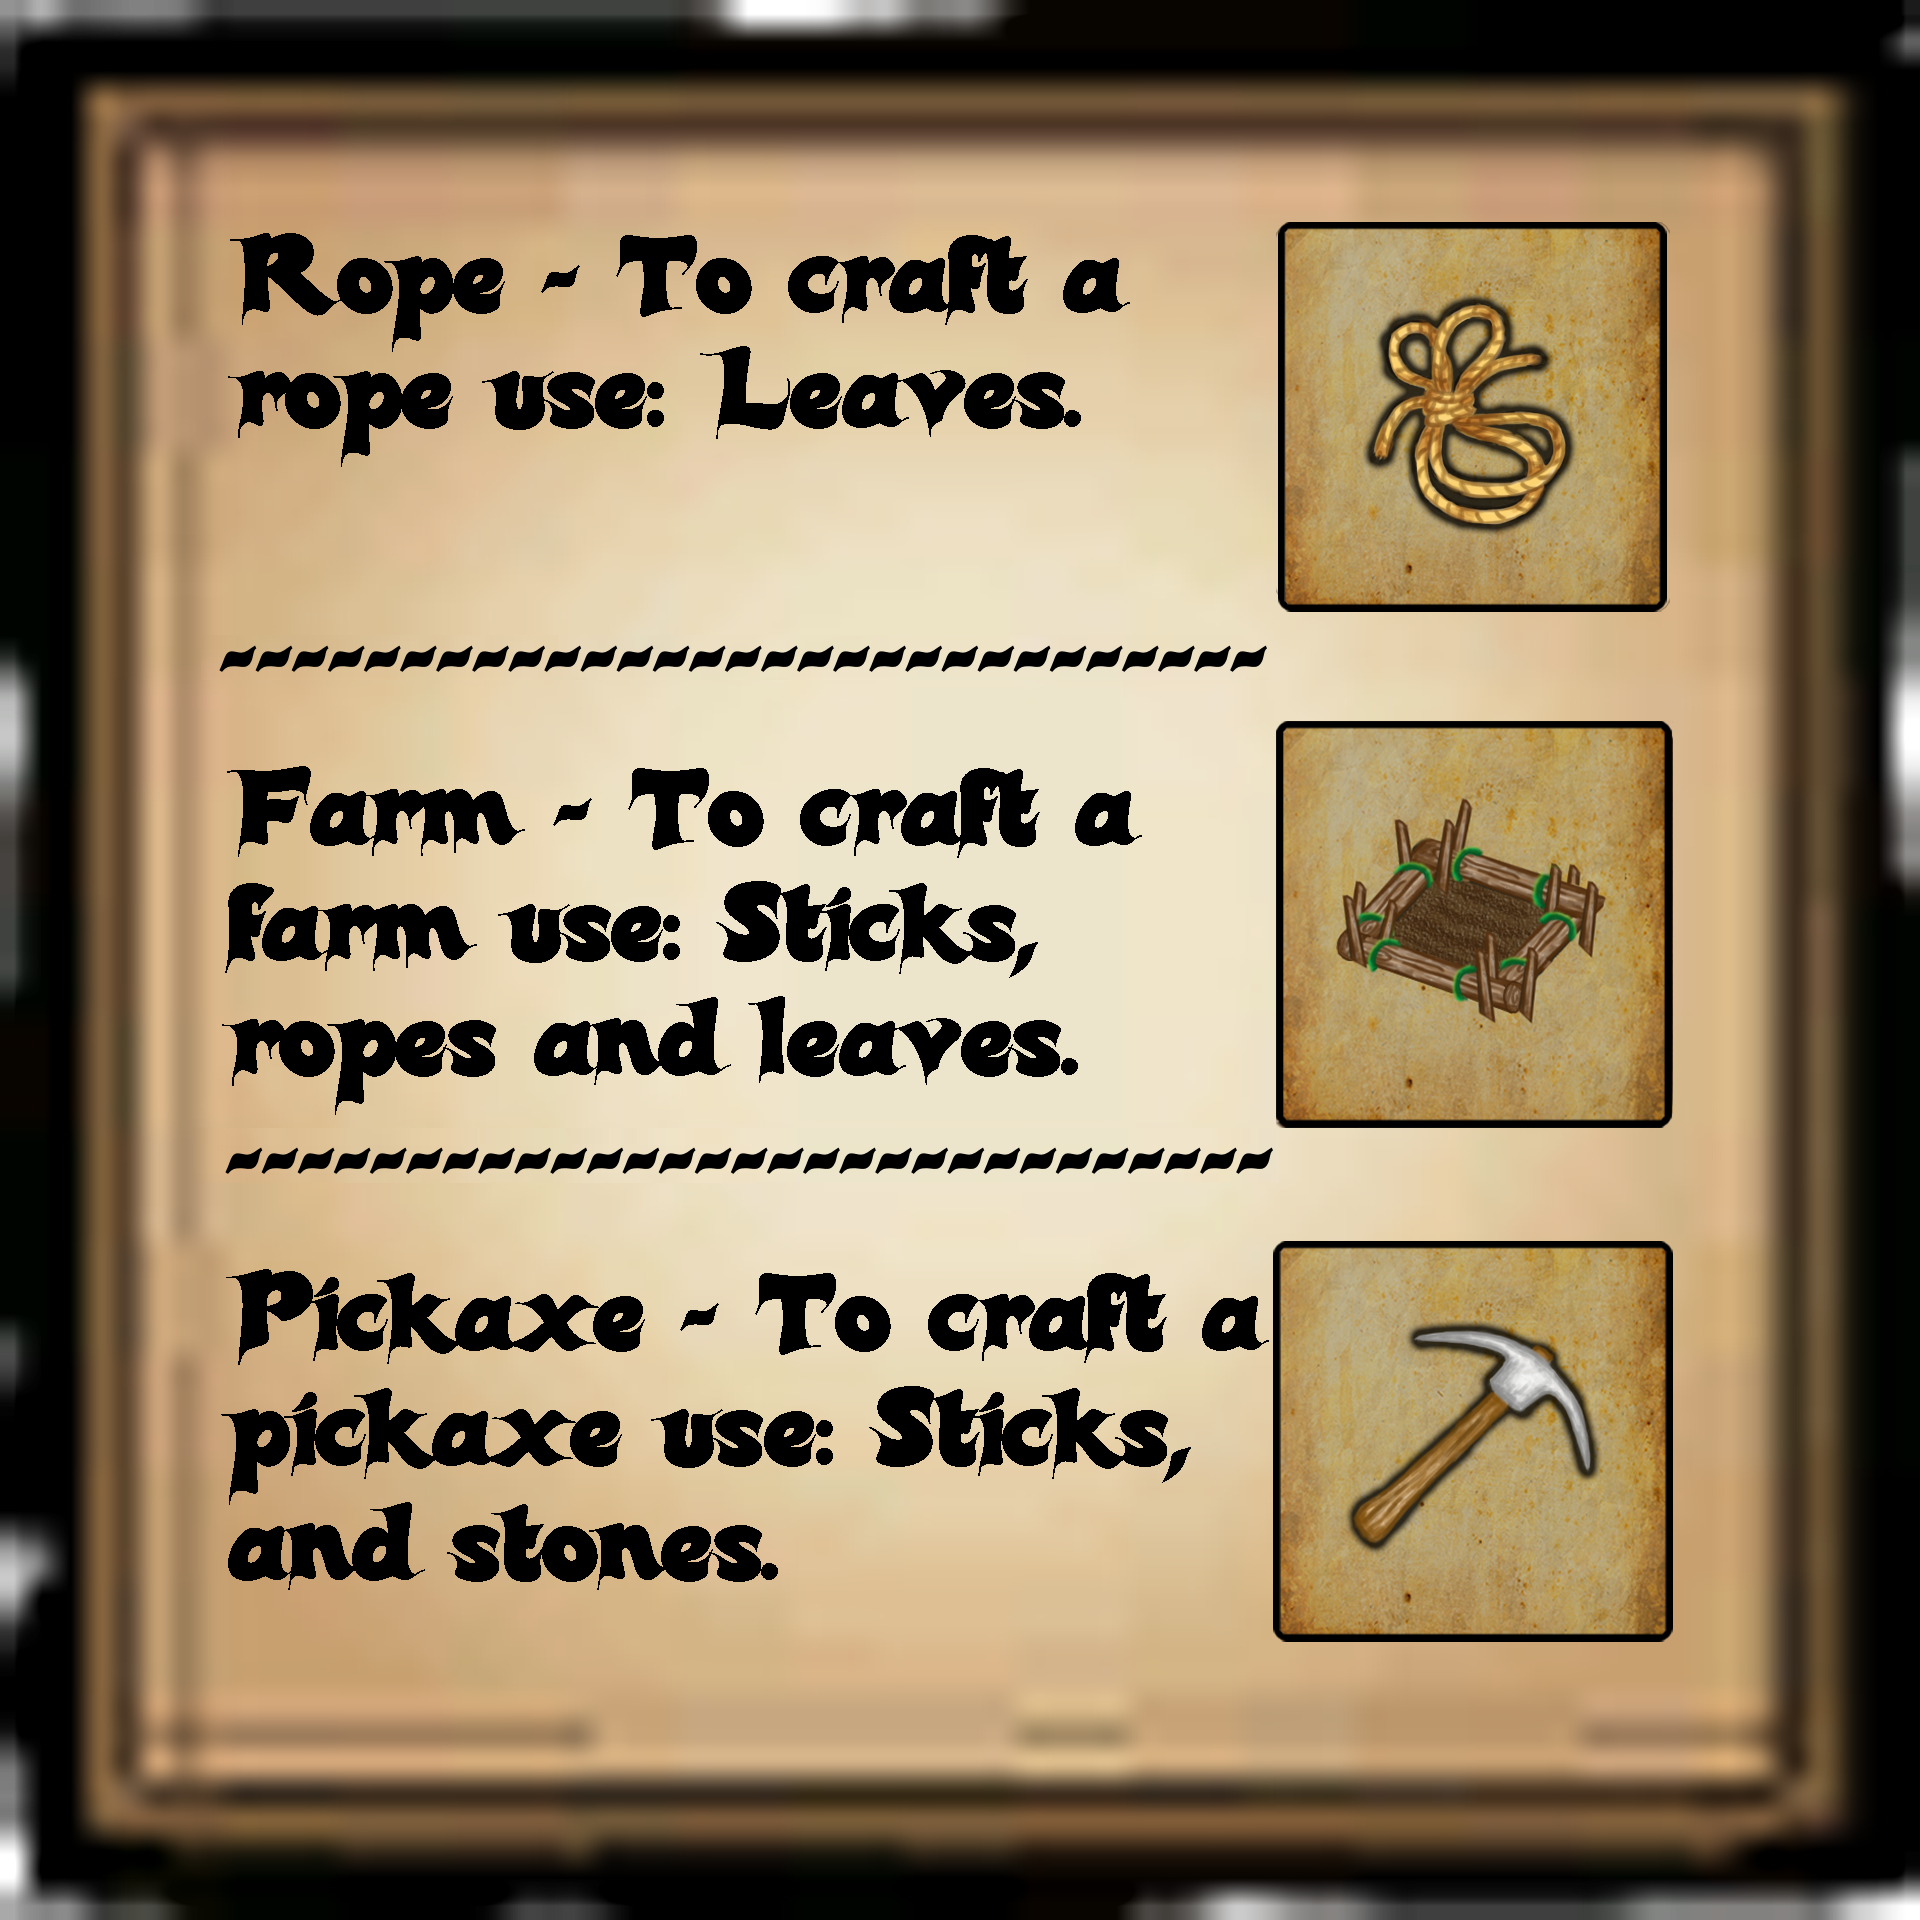 Rope - To craft a
rope use: Leaves.
~~~~~~~~~~~~~~~~~~~~~~~~~~~~~
Farm - To craft a
farm use: Sticks,
ropes and leaves.
~~~~~~~~~~~~~~~~~~~~~~~~~~~~~
Pickaxe - To craft a
pickaxe use: Sticks,
and stones.